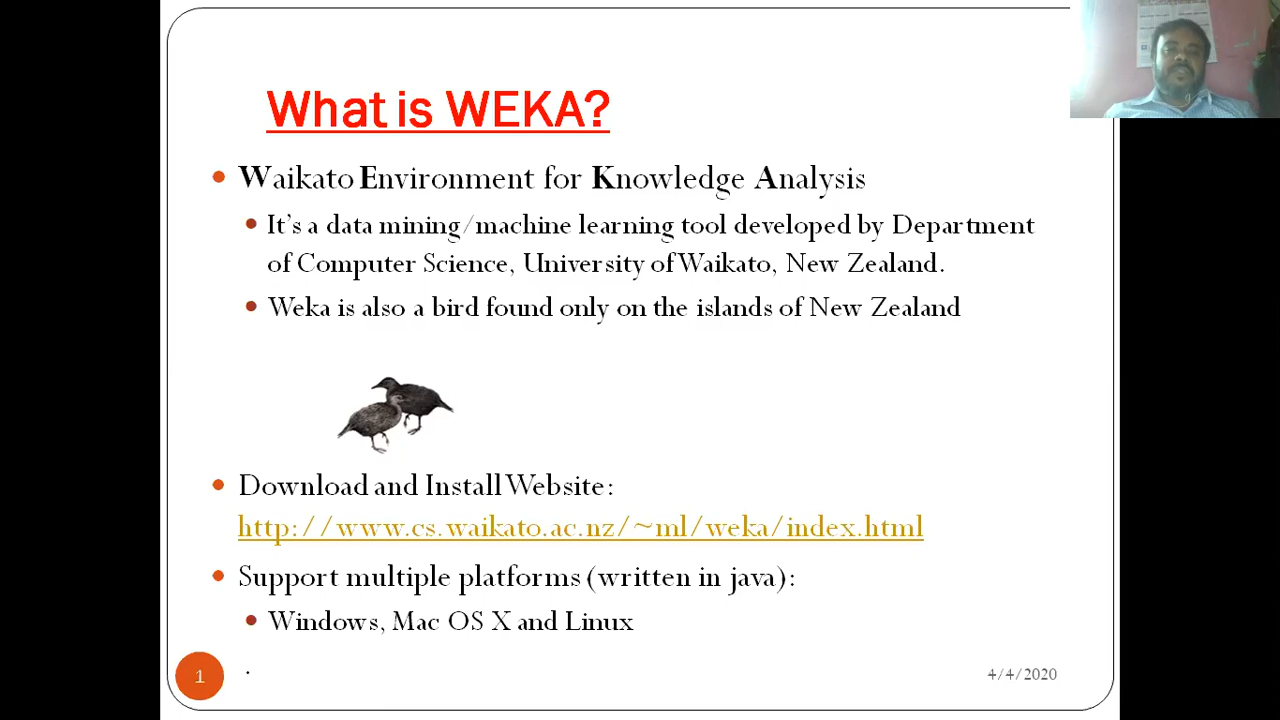 What is WEKA?
Waikato Environment for Knowledge Analysis
It's a data mining/machine learning tool developed by Department
of Computer Science, University of Waikato, New Zealand.
Weka is also a bird found only on the islands of New Zealand
Download and Install Website:
http://www.cs.waikato.ac.nz/~ml/weka/index.html
Support multiple platforms (written in java):
Windows, Mac OS X and Linux
1 .
4/4/2020